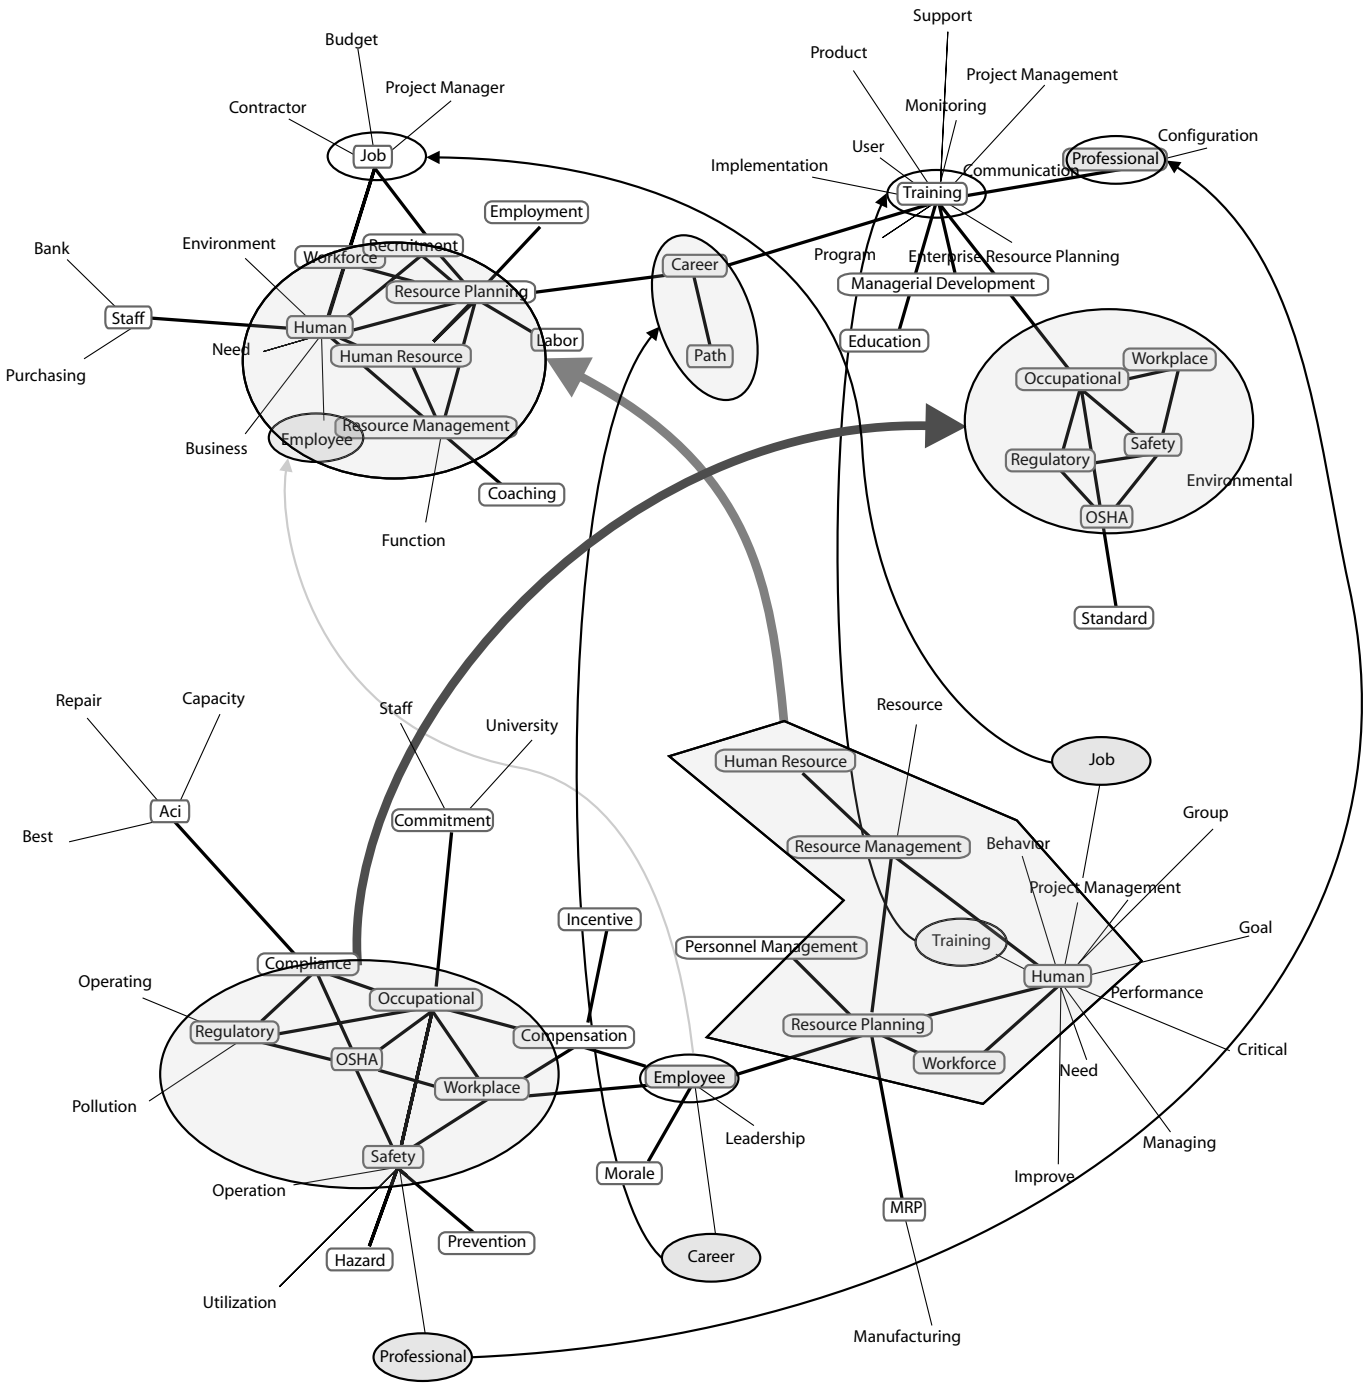 Support
Budget
Product
Project Management
Project Manager
Contractor
Monitoring
Configuration
User
Job
Professional
Implementation
Communication
Training
Employment
Environment
Recruitment
Bank
Workforce
Program
Enterprise Resource Planning
Career
Managerial Development
Resource Planning
Staff
Human
Need
Labor
Education
Human Resource
Path
Workplace
Purchasing
Occupational
Resource Management
Employee
Business
Safety
Regulatory
Environmental
Coaching
OSHA
Function
Standard
Repair
Capacity
Staff
University
Resource
Human Resource
Job
Aci
Commitment
Group
Best
Resource Management
Behavior
Project Management
Incentive
Goal
Personnel Management
Training
Compliance
Human
Operating
Performance
Occupational
Regulatory
Compensation
Resource Planning
Critical
OSHA
Workforce
Need
Workplace
Employee
Pollution
Leadership
Managing
Safety
Morale
Improve
Operation
MRP
Prevention
Hazard
Career
Utilization
Manufacturing
Professional